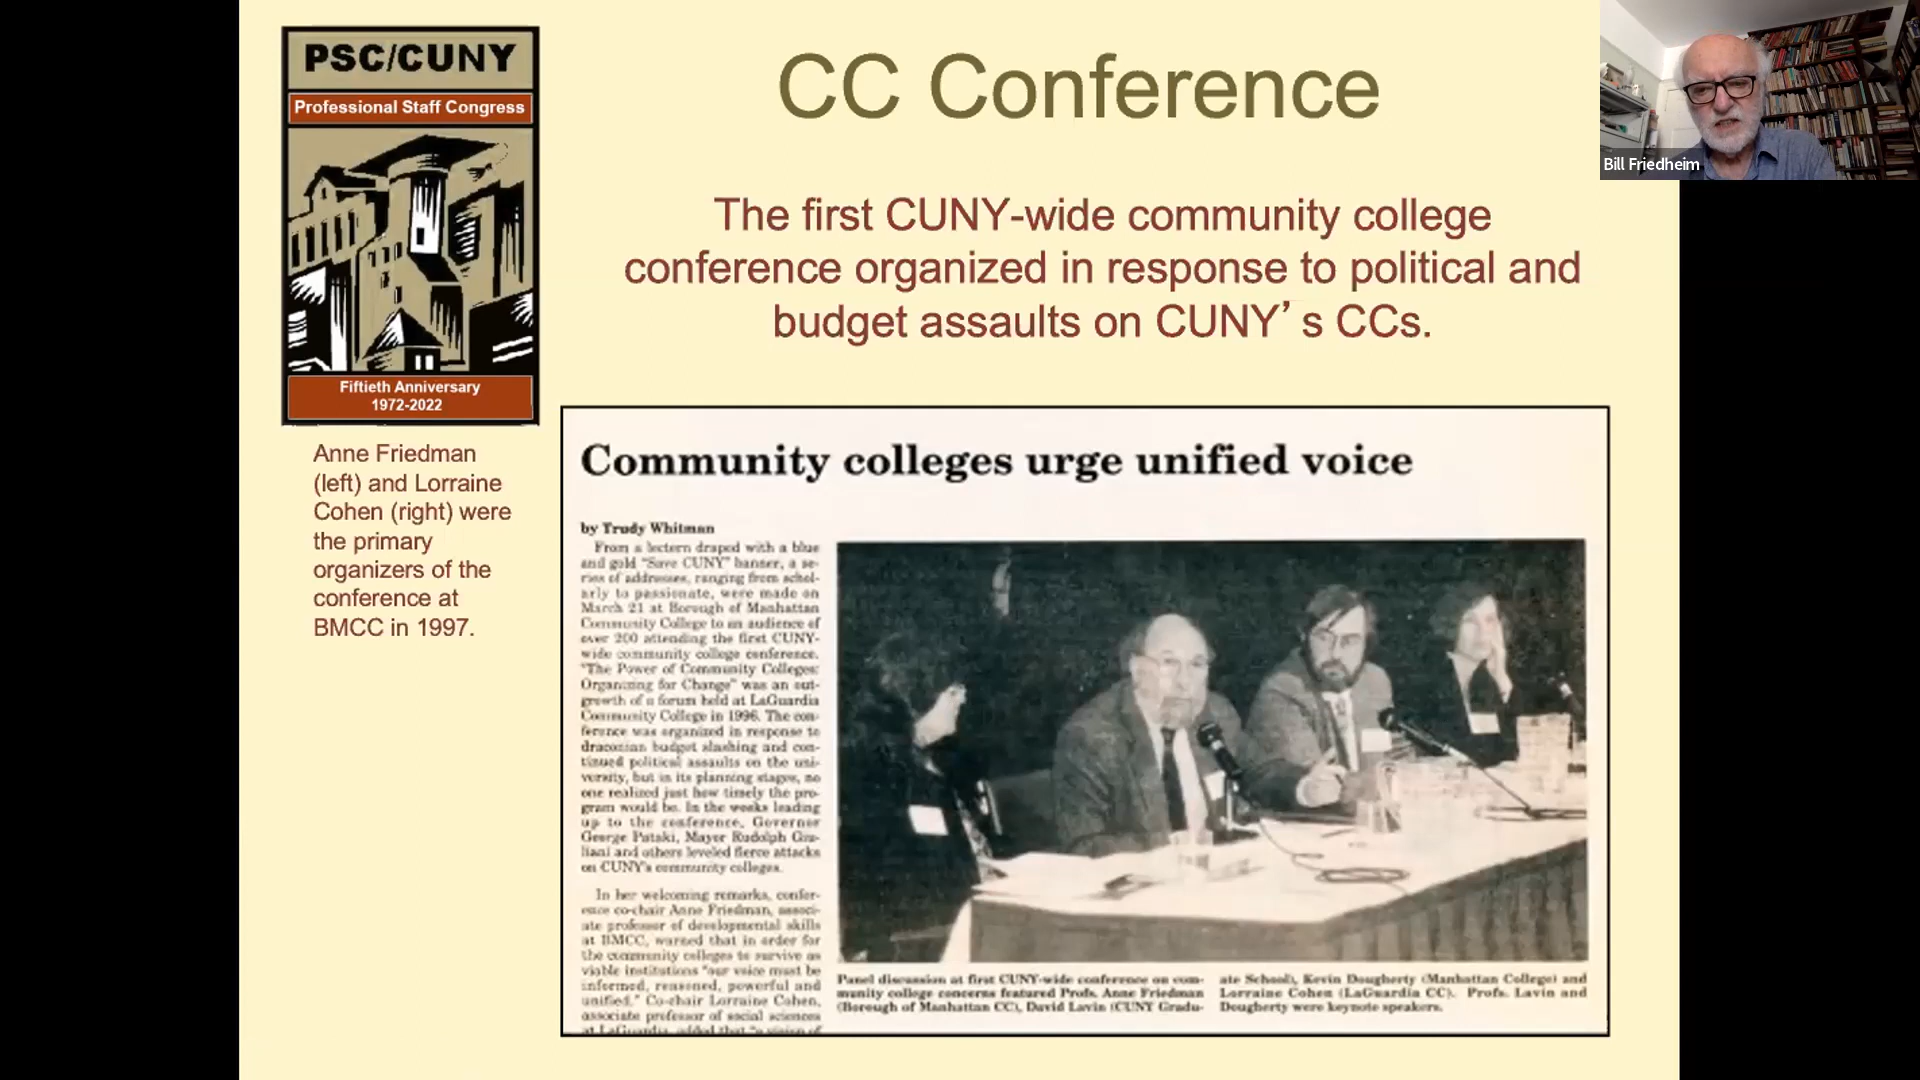 PSC/CUNY
Professional Staff Congress
Fiftieth Anniversary
1972-2022
Anne Friedman
(left) and Lorraine
Cohen (right) were
the primary
organizers of the
conference at
BMCC in 1997.
CC Conference
The first CUNY-wide community college
conference organized in response to political and
budget assaults on CUNY’s CCs.
Bill Friedheim
Community colleges urge unified voice
by Trudy Whitman
From a lectern draped with a blue
and gold "Save CUNY" banner, a se-
ries of addresses, ranging from schol-
arly to passionate, were made on
March 21 at Borough of Manhattan
Community College to an audience of
over 200 attending the first CUNY-
wide community college conference.
"The Power of Community Colleges:
Organizing for Change" was an out-
growth of a forum held at LaGuardia
Community College in 1996. The con-
ference was organized in response to
draconian budget slashing and con-
tinued political assaults on the uni-
versity, but in its planning stages, no
one realized just how timely the pro-
gram would be. In the weeks leading
up to the conference, Governor
George Pataki, Mayor Rudolph Giu-
liani and others leveled fierce attacks
on CUNY's community colleges.
In her welcoming remarks, confer-
ence co-chair Anne Friedman, associ-
ate professor of developmental skills
at BMCC, warned that in order for
the community colleges to survive as
viable institutions "our voice must be
informed, reasoned, powerful and
unified." Co-chair Lorraine Cohen,
associate professor of social sciences
at LaGuardia, added that "a vision of
Panel discussion at first CUNY-wide conference on com-
munity college concerns featured Profs. Anne Friedman
(Borough of Manhattan CC), David Lavin (CUNY Gradu-
ate School), Kevin Dougherty (Manhattan College) and
Lorraine Cohen (LaGuardia CC). Profs. Lavin and
Dougherty were keynote speakers.